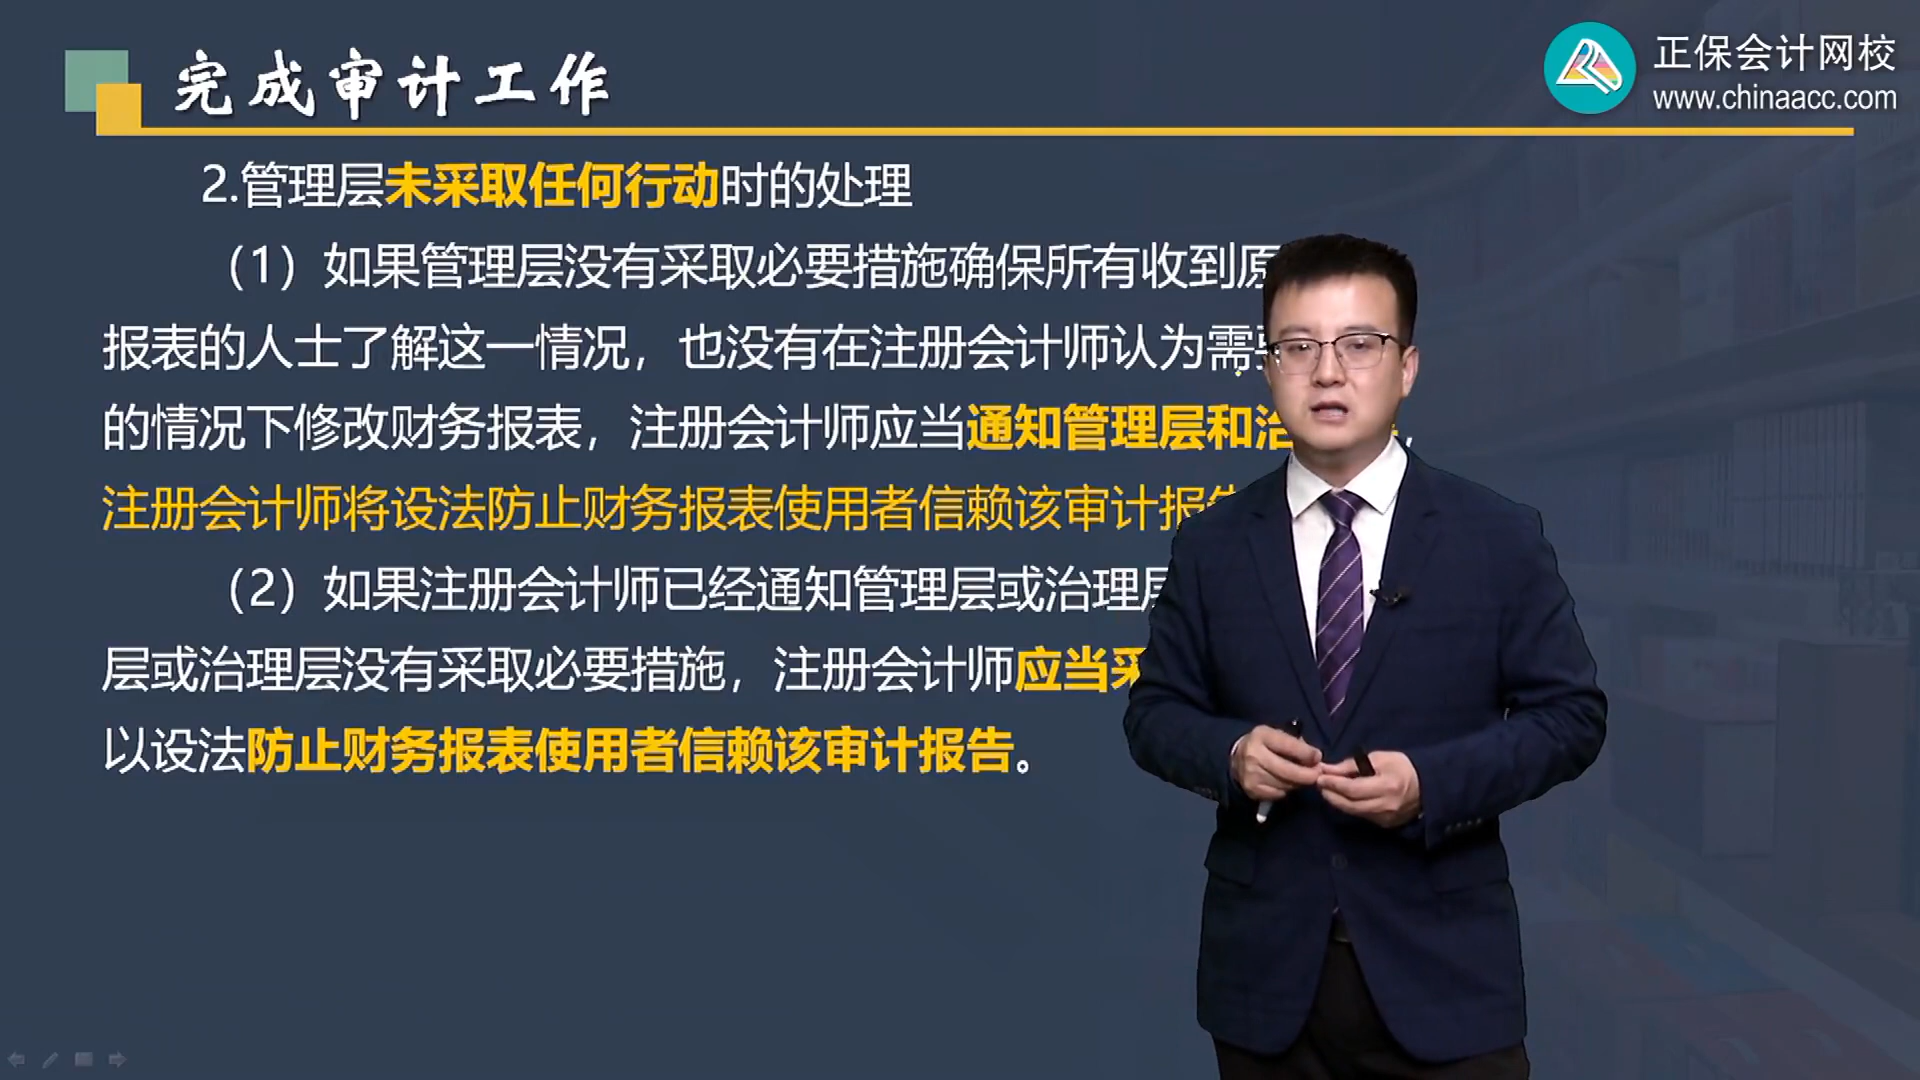 完成审计工作
正保会计网校
www.chinaacc.com
2.管理层未采取任何行动时的处理
（1）如果管理层没有采取必要措施确保所有收到原
报表的人士了解这一情况，也没有在注册会计师认为需要
的情况下修改财务报表，注册会计师应当通知管理层和治，
注册会计师将设法防止财务报表使用者信赖该审计报告
（2）如果注册会计师已经通知管理层或治理层
层或治理层没有采取必要措施，注册会计师应当采
以设法防止财务报表使用者信赖该审计报告。